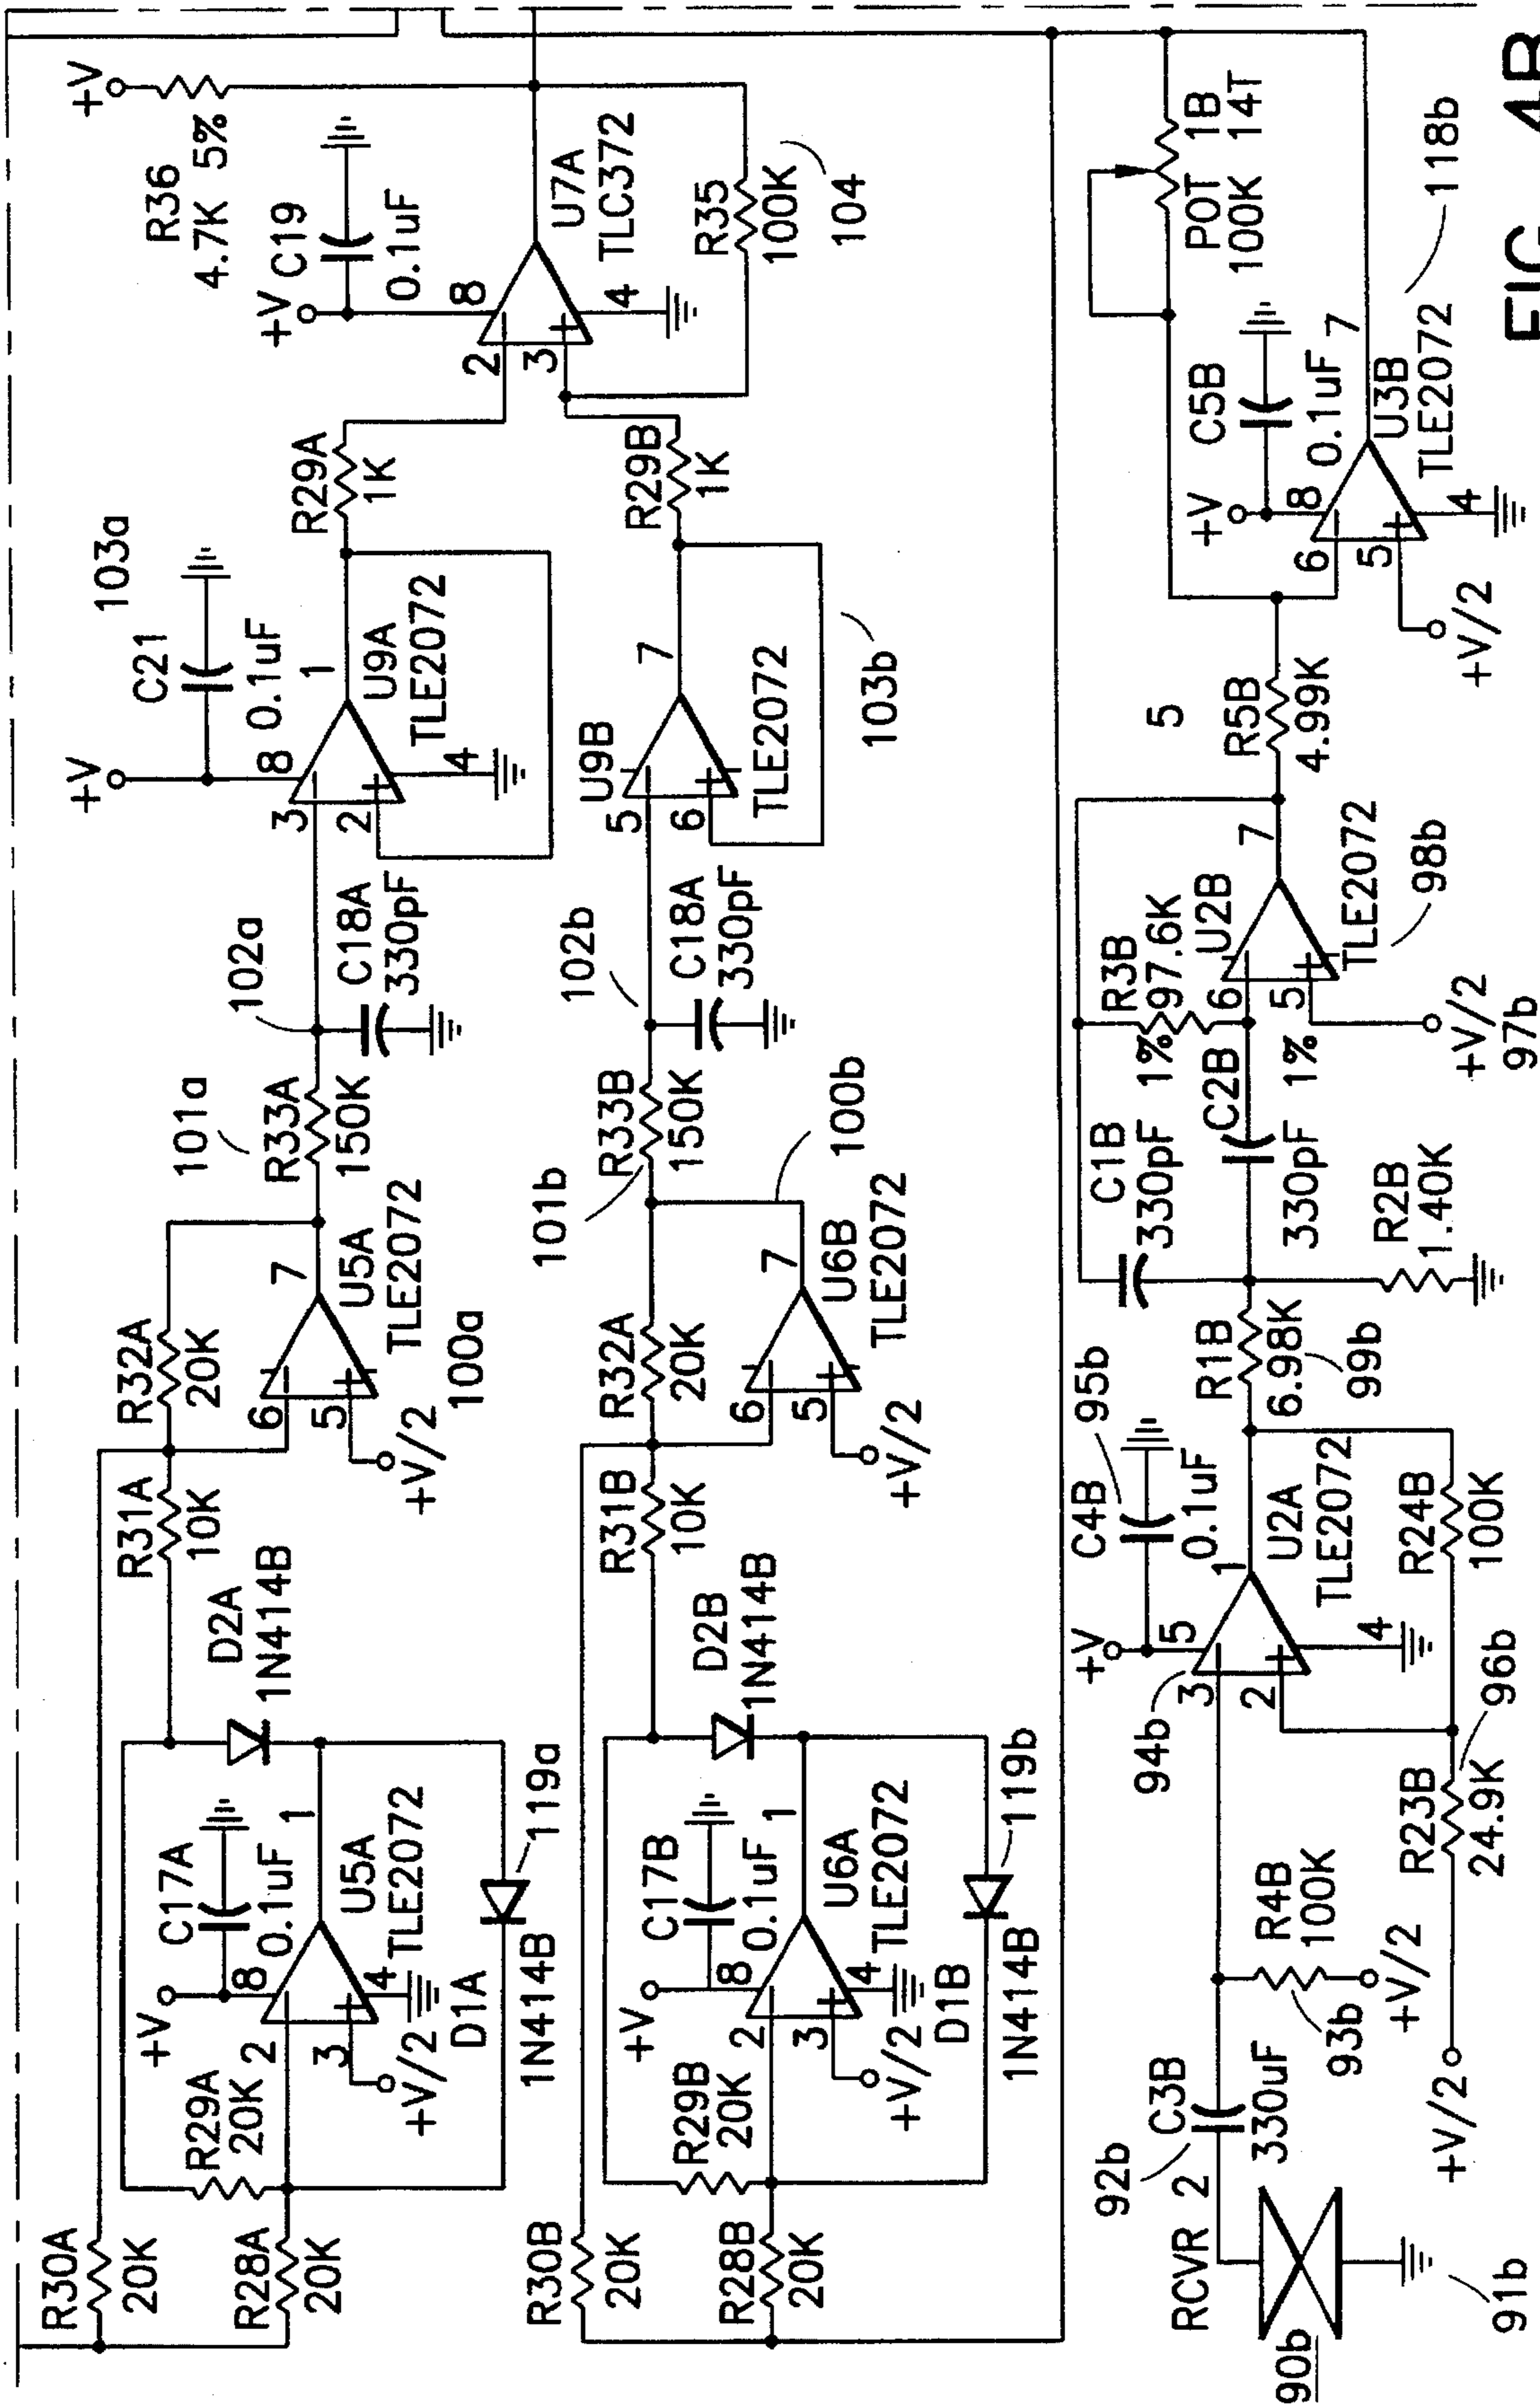 R30A
20K
R28A
20K
R29A
20K
+V
C17A
0.1uF
8
2
3
4
1
+V/2
U5A
TLE2072
D1A
1N414B
119a
D2A
1N414B
R31A
10K
R32A
20K
6
5
7
+V/2
U5A
TLE2072
100a
101a
R33A
150K
102a
C18A
330pF
+V
C21
103a
0.1uF
8
3
2
4
1
U9A
TLE2072
R29A
1K
+V
R36
4.7K 5%
+V
C19
0.1uF
8
2
3
4
U7A
TLC372
R35
100K
104
R30B
20K
R28B
20K
R29B
20K
+V
C17B
0.1uF
8
2
3
4
1
+V/2
U6A
TLE2072
D1B
1N414B
119b
D2B
1N414B
R31B
10K
R32A
20K
6
5
7
+V/2
U6B
TLE2072
100b
101b
R33B
150K
102b
C18A
330pF
U9B
5
6
7
TLE2072
103b
R29B
1K
90b
RCVR 2
91b
92b
C3B
330uF
93b
R4B
100K
+V/2
+V/2
R23B
24.9K
96b
94b
+V
C4B
95b
0.1uF
5
3
2
4
1
U2A
TLE2072
R24B
100K
R1B
6.98K
99b
C1B
330pF
1%
R2B
1.40K
C2B
330pF
1%
R3B
97.6K
6
5
7
U2B
TLE2072
98b
+V/2
97b
5
R5B
4.99K
+V
C5B
0.1uF
8
6
5
4
7
+V/2
U3B
TLE2072
118b
POT 1B
100K 14T
FIG. 4B